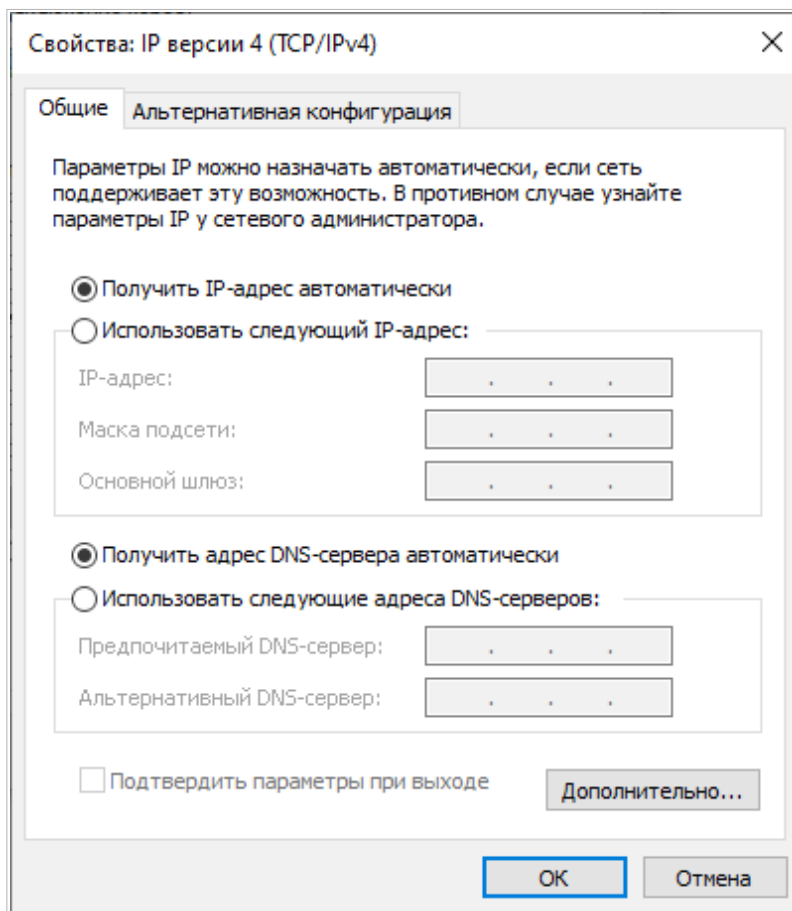 Свойства: IP версии 4 (TCP/IPv4)
Общие
Альтернативная конфигурация
Параметры IP можно назначать автоматически, если сеть
поддерживает эту возможность. В противном случае узнайте
параметры IP у сетевого администратора.
Получить IP-адрес автоматически
Использовать следующий IP-адрес:
IP-адрес:
Маска подсети:
Основной шлюз:
Получить адрес DNS-сервера автоматически
Использовать следующие адреса DNS-серверов:
Предпочитаемый DNS-сервер:
Альтернативный DNS-сервер:
Подтвердить параметры при выходе
Дополнительно...
ОК
Отмена